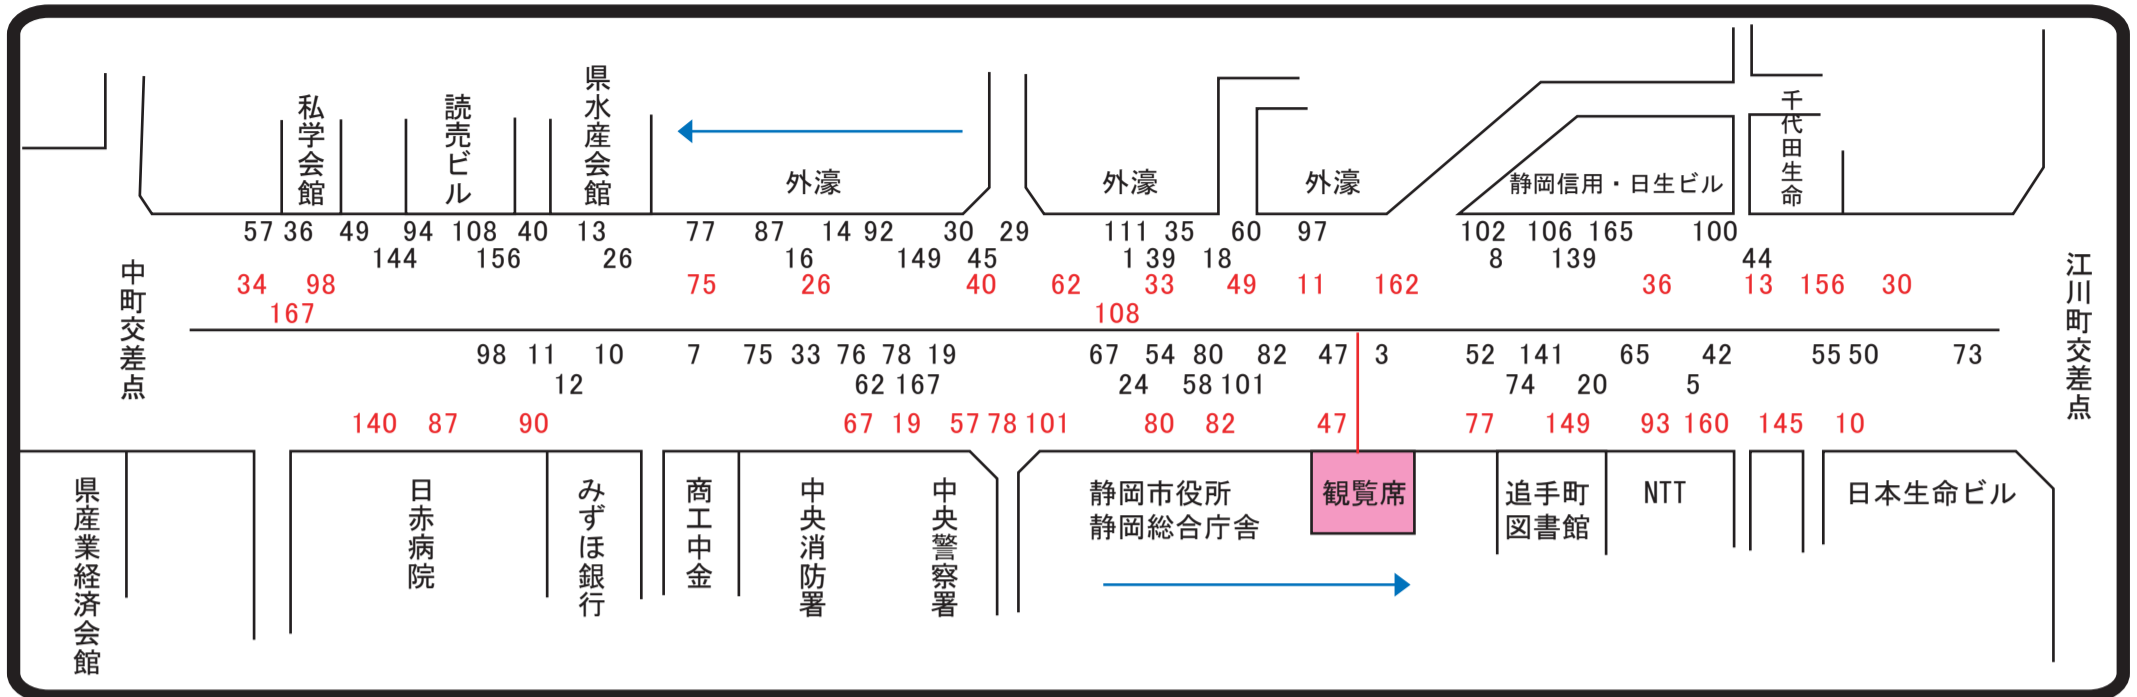 私学会館
読売ビル
県水産会館
外濠
外濠
外濠
静岡信用・日生ビル
千代田生命
57 36 49 94 108 40 13 77 87 14 92 30 29 111 35 60 97 102 106 165 100
144 156 26 16 149 45 1 39 18 8 139 44
34 98 75 26 40 62 33 49 11 162 36 13 156 30
167 108
中町交差点
江川町交差点
98 11 10 7 75 33 76 78 19 67 54 80 82 47 3 52 141 65 42 55 50 73
12 62 167 24 58 101 74 20 5
140 87 90 67 19 57 78 101 80 82 47 77 149 93 160 145 10
県産業経済会館
日赤病院
みずほ銀行
商工中金
中央消防署
中央警察署
静岡市役所
静岡総合庁舎
観覧席
追手町
図書館
NTT
日本生命ビル